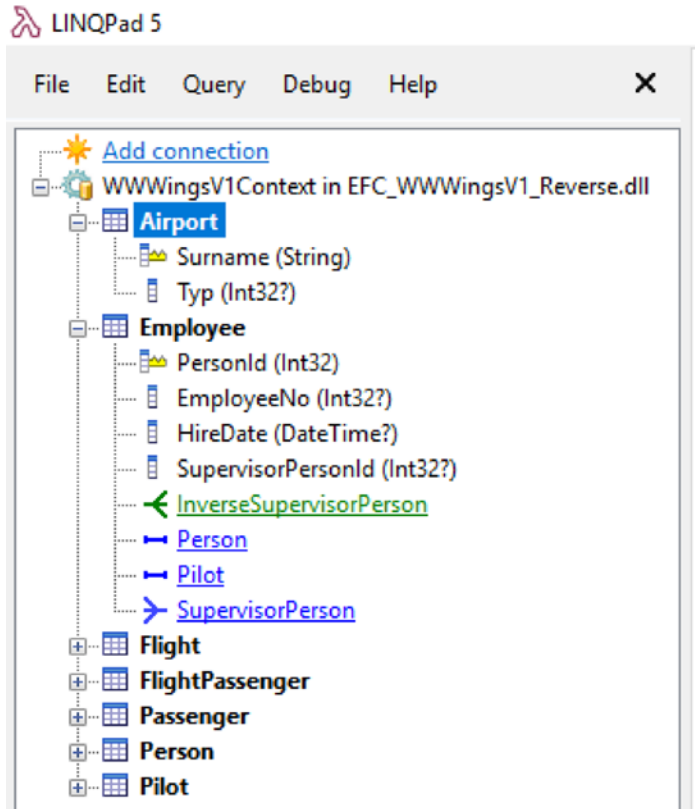 LINQPad 5
File Edit Query Debug Help
Add connection
WWWingsV1Context in EFC_WWWingsV1_Reverse.dll
Airport
Surname (String)
Typ (Int32?)
Employee
PersonId (Int32)
EmployeeNo (Int32?)
HireDate (DateTime?)
SupervisorPersonId (Int32?)
InverseSupervisorPerson
Person
Pilot
SupervisorPerson
Flight
FlightPassenger
Passenger
Person
Pilot